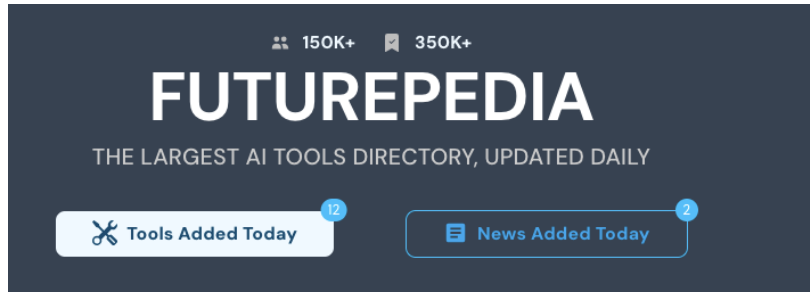 150K+ 350K+
FUTUREPEDIA
THE LARGEST AI TOOLS DIRECTORY, UPDATED DAILY
12 2
Tools Added Today News Added Today